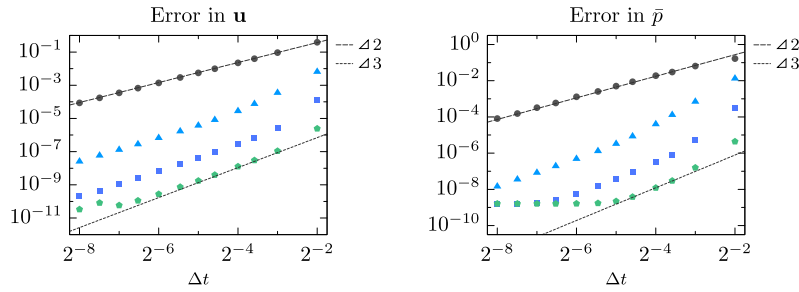 Error in u
10⁻¹
10⁻³
10⁻⁵
10⁻⁷
10⁻⁹
10⁻¹¹
2⁻⁸ 2⁻⁶ 2⁻⁴ 2⁻²
Δt
⊿2
⊿3
Error in p̄
10⁰
10⁻²
10⁻⁴
10⁻⁶
10⁻⁸
10⁻¹⁰
2⁻⁸ 2⁻⁶ 2⁻⁴ 2⁻²
Δt
⊿2
⊿3